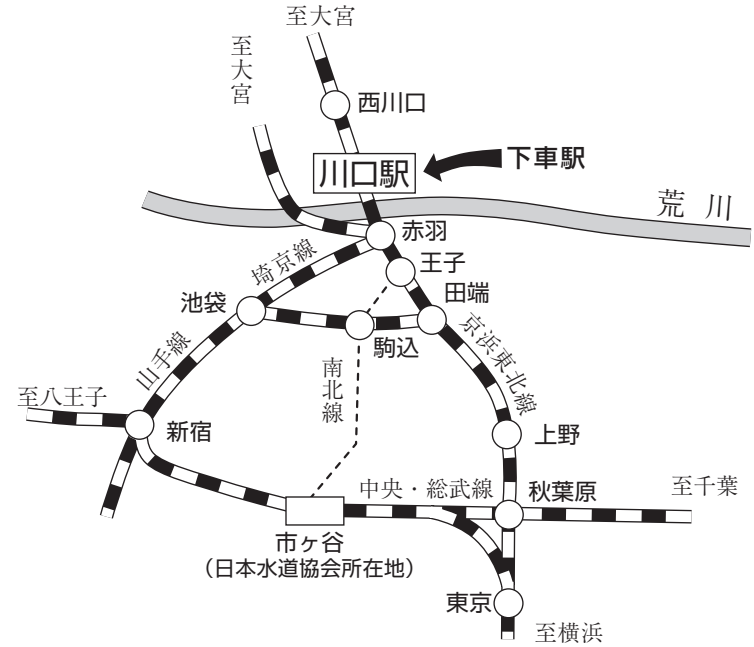 至大宮
至大宮
西川口
川口駅
下車駅
荒川
赤羽
埼京線
王子
田端
池袋
駒込
京浜東北線
山手線
南北線
至八王子
新宿
上野
中央・総武線
秋葉原
至千葉
市ヶ谷
（日本水道協会所在地）
東京
至横浜